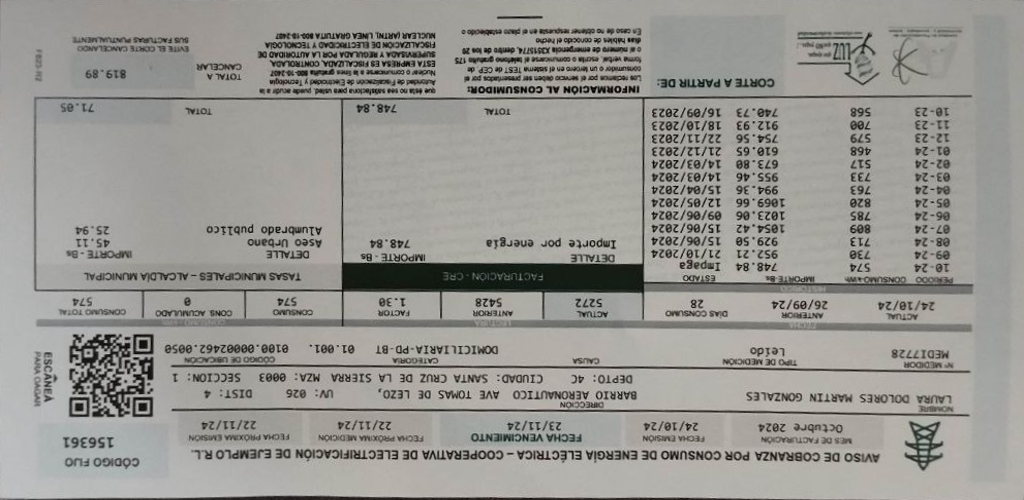 AVISO DE COBRANZA POR CONSUMO DE ENERGÍA ELÉCTRICA – COOPERATIVA DE ELECTRIFICACIÓN DE EJEMPLO R.L.
CÓDIGO FIJO
156361
MES DE FACTURACIÓN
Octubre 2024
FECHA EMISIÓN
24/10/24
FECHA VENCIMIENTO
23/11/24
FECHA PRÓXIMA MEDICIÓN
22/11/24
FECHA PRÓXIMA EMISIÓN
22/11/24
NOMBRE
LAURA DOLORES MARTIN GONZALES
DIRECCIÓN
BARRIO AERONAUTICO AVE TOMAS DE LEZO, UV: 026 DIST: 4
DEPTO: 4C CIUDAD: SANTA CRUZ DE LA SIERRA MZA: 0003 SECCION: 1
ESCANEÁ
PARA PAGAR
N° MEDIDOR
MEDI7728
TIPO DE MEDICIÓN
Leído
CAUSA
CATEGORÍA
DOMICILIARIA-PD-BT
CÓDIGO DE UBICACIÓN
01.001. 0100.00002462.0050.
FECHA
LECTURA
CONSUMO - kWh
ACTUAL
24/10/24
ANTERIOR
26/09/24
DÍAS CONSUMO
28
ACTUAL
5272
ANTERIOR
5428
FACTOR
1.30
CONSUMO
574
CONS ACUMULADO
0
CONSUMO TOTAL
574
HISTÓRICO
PERIODO CONSUMO-kWh IMPORTE-Bs ESTADO
10-24 574 748.84 Impaga
09-24 730 952.21 21/10/2024
08-24 713 929.50 15/06/2024
07-24 809 1054.42 15/06/2024
06-24 785 1023.06 09/06/2024
05-24 820 1069.66 12/05/2024
04-24 763 994.36 15/04/2024
03-24 733 955.46 14/03/2024
02-24 517 673.80 14/03/2024
01-24 468 610.65 21/12/2023
12-23 579 754.56 22/11/2023
11-23 700 912.93 18/10/2023
10-23 568 740.73 16/09/2023
FACTURACIÓN - CRE
DETALLE IMPORTE - Bs
Importe por energía 748.84
TOTAL 748.84
TASAS MUNICIPALES – ALCALDÍA MUNICIPAL
DETALLE IMPORTE - Bs
Aseo Urbano 45.11
Alumbrado publico 25.94
TOTAL 71.05
LUZ
CORTE A PARTIR DE:
INFORMACIÓN AL CONSUMIDOR:
Los reclamos por el servicio deben ser presentados por el
consumidor o un tercero en el sistema TEST de CEP de
forma verbal, escrita o comunicarse al teléfono gratuito 175
o al número de emergencia 3515374, dentro de los 20
días hábiles de conocido el hecho
En caso de no obtener respuesta en el plazo establecido o
que ésta no sea satisfactoria para usted, puede acudir a la
Autoridad de Fiscalización de Electricidad y Tecnología
Nuclear o comunicarse a la línea gratuita 800-10-2407
ESTA EMPRESA ES FISCALIZADA, CONTROLADA,
SUPERVISADA Y REGULADA POR LA AUTORIDAD DE
FISCALIZACIÓN DE ELECTRICIDAD Y TECNOLOGÍA
NUCLEAR (AETN), LÍNEA GRATUITA 800-10-2407
TOTAL A
CANCELAR
819.89
EVITE EL CORTE CANCELANDO
SUS FACTURAS PUNTUALMENTE